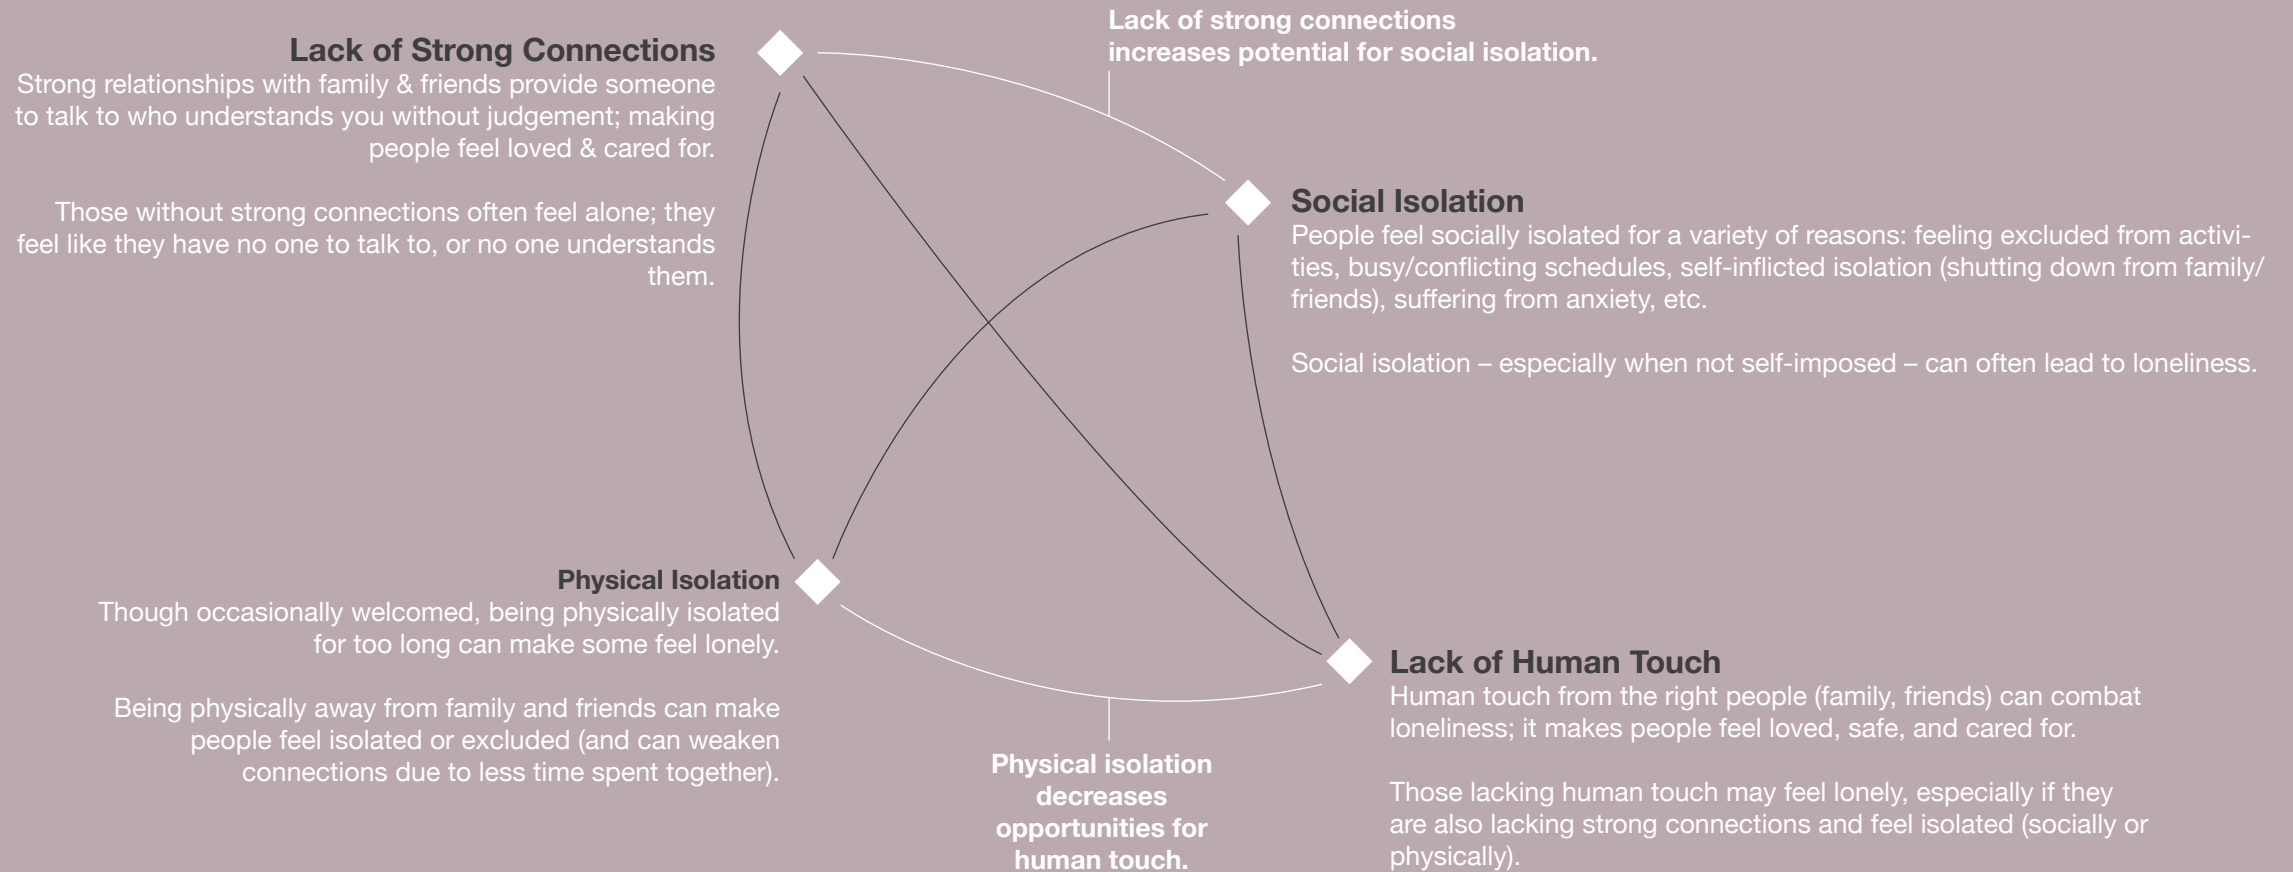 Lack of Strong Connections
Strong relationships with family & friends provide someone
to talk to who understands you without judgement; making
people feel loved & cared for.
Those without strong connections often feel alone; they
feel like they have no one to talk to, or no one understands
them.
Lack of strong connections
increases potential for social isolation.
Social Isolation
People feel socially isolated for a variety of reasons: feeling excluded from activi-
ties, busy/conflicting schedules, self-inflicted isolation (shutting down from family/
friends), suffering from anxiety, etc.
Social isolation – especially when not self-imposed – can often lead to loneliness.
Physical Isolation
Though occasionally welcomed, being physically isolated
for too long can make some feel lonely.
Being physically away from family and friends can make
people feel isolated or excluded (and can weaken
connections due to less time spent together).
Physical isolation
decreases
opportunities for
human touch.
Lack of Human Touch
Human touch from the right people (family, friends) can combat
loneliness; it makes people feel loved, safe, and cared for.
Those lacking human touch may feel lonely, especially if they
are also lacking strong connections and feel isolated (socially or
physically).